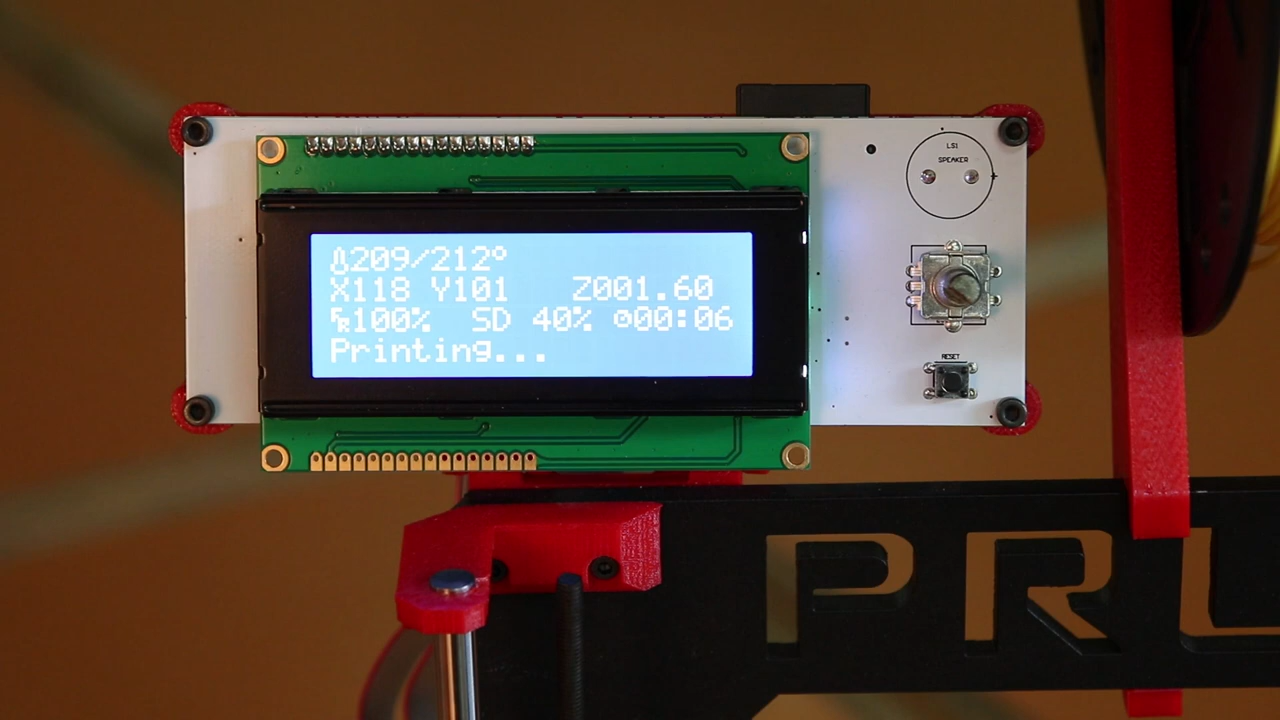 209/212°
X118 Y101 Z001.60
100% SD 40% 00:06
Printing...
LS1
SPEAKER
+
RESET
PRU